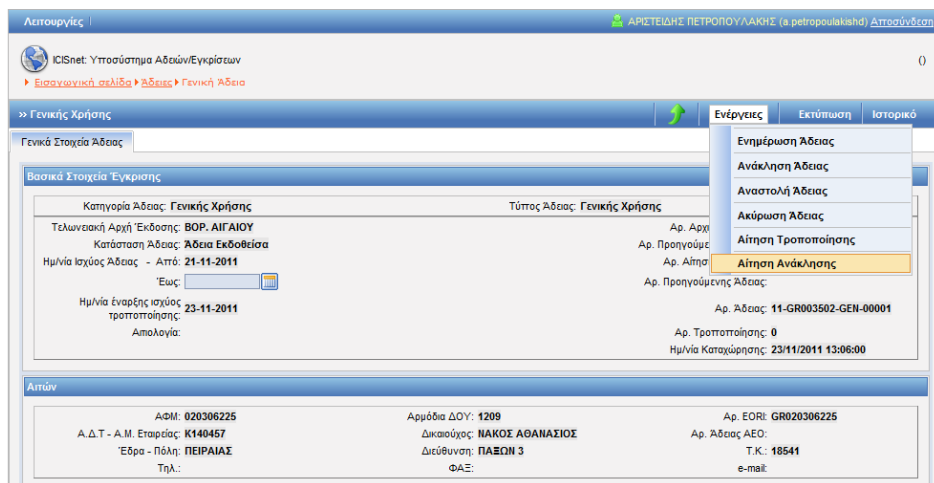 Λειτουργίες
ΑΡΙΣΤΕΙΔΗΣ ΠΕΤΡΟΠΟΥΛΑΚΗΣ (a.petropoulakishd) Αποσύνδεση
ICISnet: Υποσύστημα Αδειών/Εγκρίσεων
()
Εισαγωγική σελίδα Άδειες Γενική Άδεια
» Γενικής Χρήσης
Ενέργειες Εκτύπωση Ιστορικό
Γενικά Στοιχεία Άδειας
Ενημέρωση Άδειας
Ανάκληση Άδειας
Αναστολή Άδειας
Ακύρωση Άδειας
Αίτηση Τροποποίησης
Αίτηση Ανάκλησης
Βασικά Στοιχεία Έγκρισης
Κατηγορία Άδειας: Γενικής Χρήσης Τύπος Άδειας: Γενικής Χρήσης
Τελωνειακή Αρχή Έκδοσης: ΒΟΡ. ΑΙΓΑΙΟΥ Αρ. Αρχι
Κατάσταση Άδειας: Άδεια Εκδοθείσα Αρ. Προηγούμε
Ημ/νία Ισχύος Άδειας - Από: 21-11-2011 Αρ. Αίτησ
Έως: Αρ. Προηγούμενης Άδειας:
Ημ/νία έναρξης ισχύος τροποποίησης: 23-11-2011 Αρ. Άδειας: 11-GR003502-GEN-00001
Αιτιολογία: Αρ. Τροποποίησης: 0
Ημ/νία Καταχώρησης: 23/11/2011 13:06:00
Αιτών
ΑΦΜ: 020306225 Αρμόδια ΔΟΥ: 1209 Αρ. EORI: GR020306225
Α.Δ.Τ - Α.Μ. Εταιρείας: K140457 Δικαιούχος: ΝΑΚΟΣ ΑΘΑΝΑΣΙΟΣ Αρ. Άδειας ΑΕΟ:
Έδρα - Πόλη: ΠΕΙΡΑΙΑΣ Διεύθυνση: ΠΑΞΩΝ 3 Τ.Κ.: 18541
Τηλ.: ΦΑΞ: e-mail: